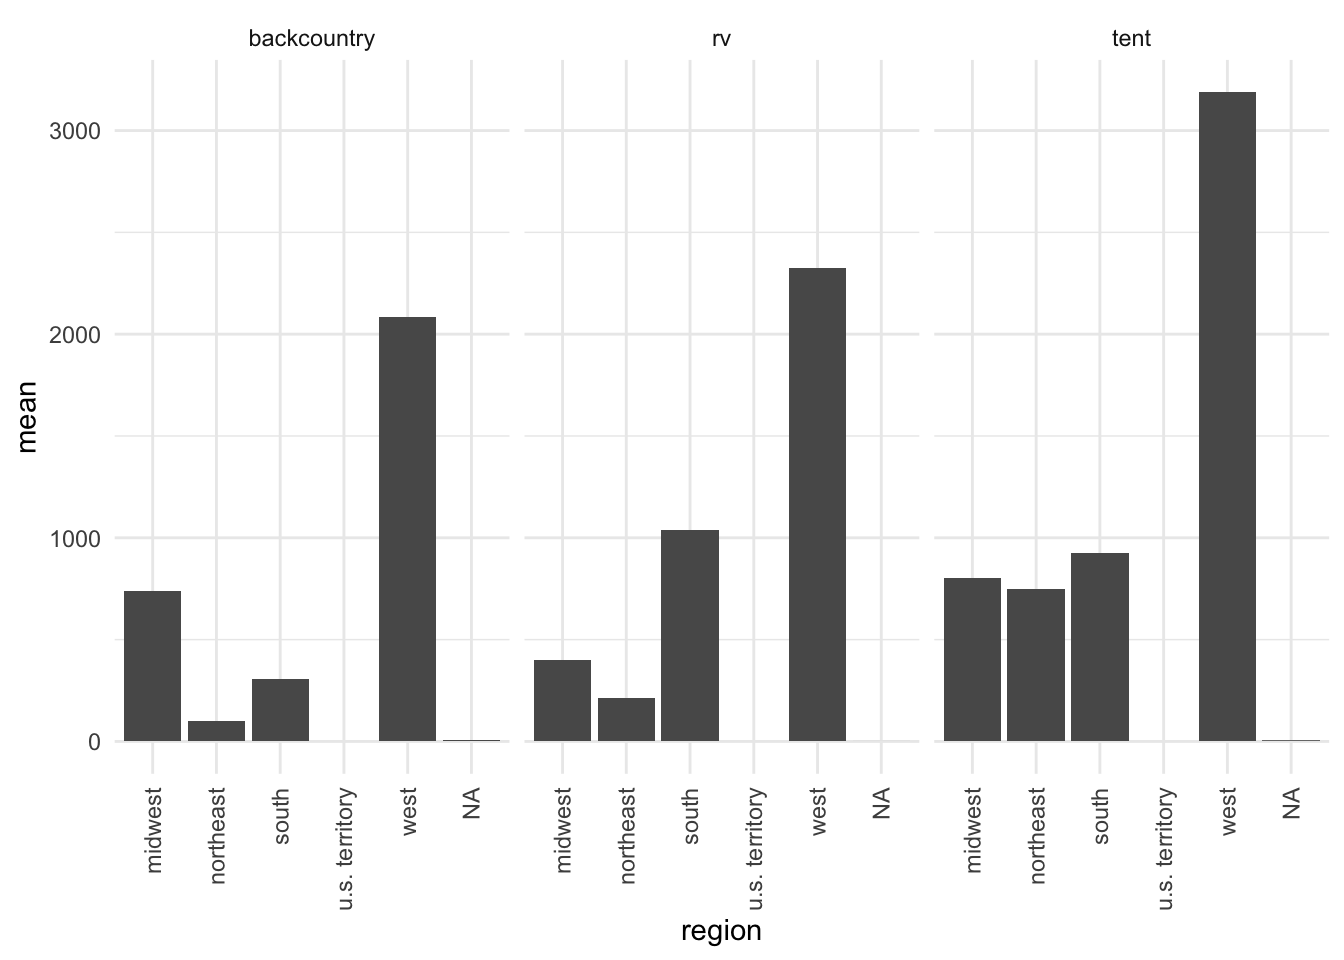 backcountry rv tent
3000
2000
1000
0
mean
midwest northeast south u.s. territory west NA midwest northeast south u.s. territory west NA midwest northeast south u.s. territory west NA
region